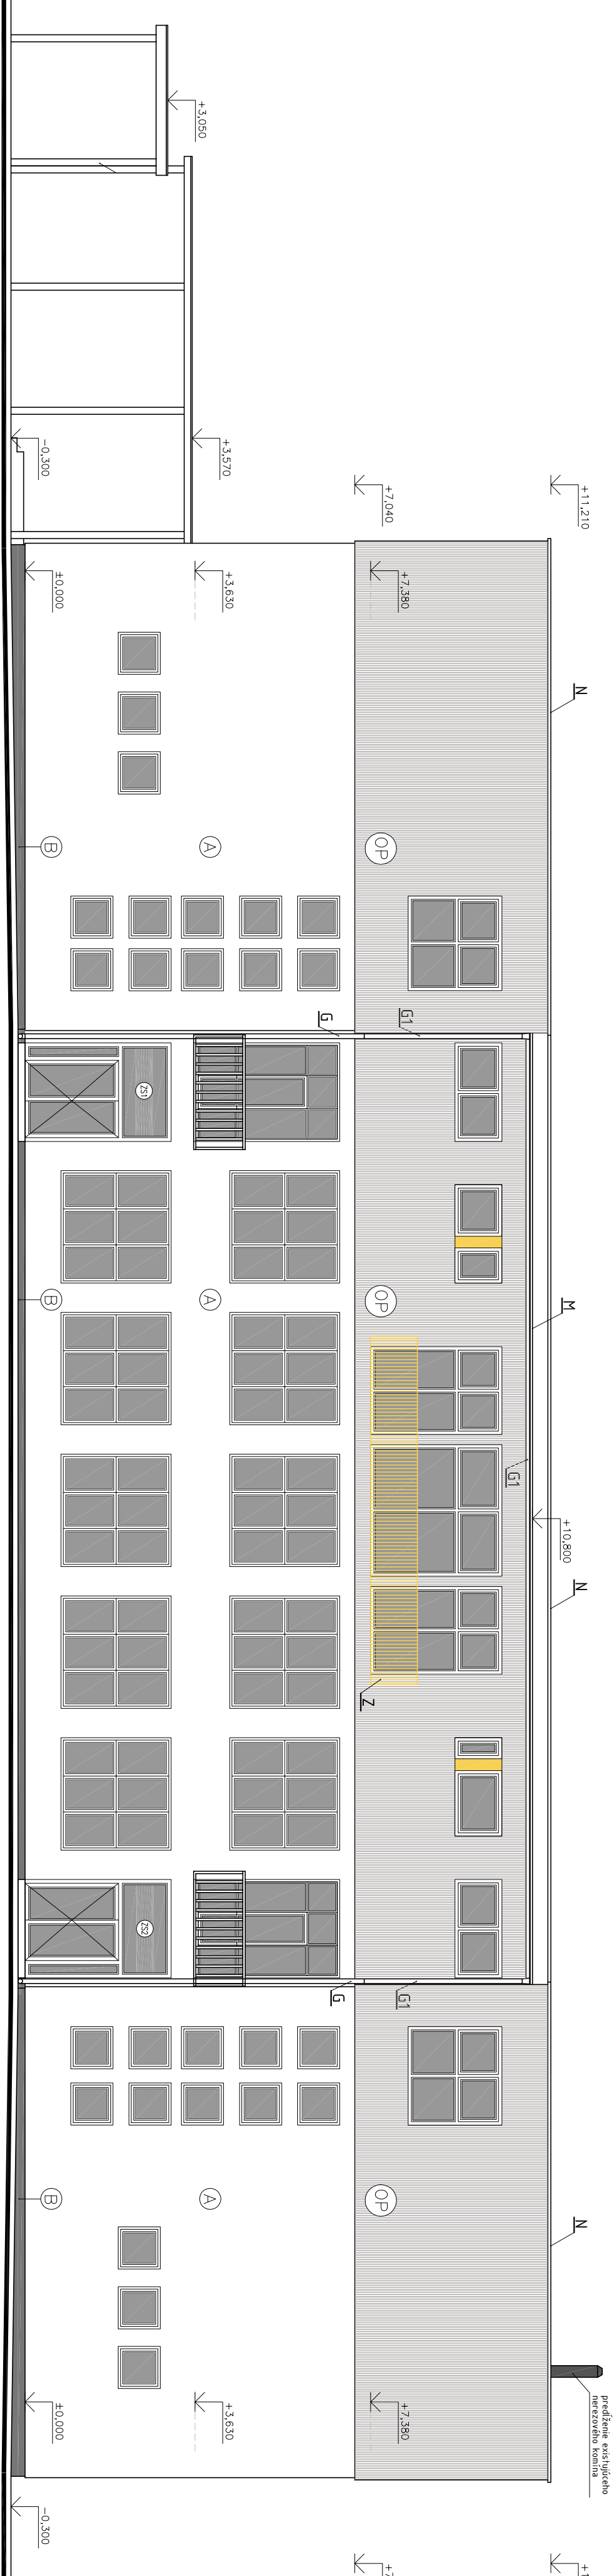 +3,050
+3,570
-0,300
+11,210
+7,040
+7,380
+3,630
±0,000
N
OP
A
B
G1
G
ZS1
M
OP
A
B
G1
+10,800
N
Z
ZS2
G1
G
N
OP
A
B
predĺženie existujúceho
nerezového komína
+7,380
+3,630
±0,000
-0,300